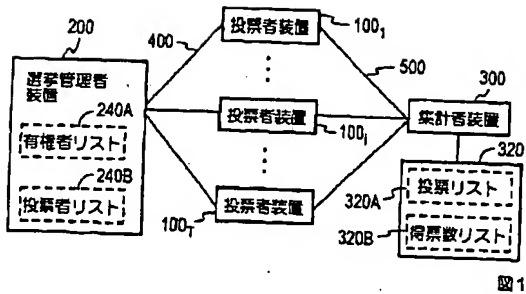 200
選挙管理者
装置
240A
有権者リスト
240B
投票者リスト
400
投票者装置
100₁
投票者装置
100ᵢ
投票者装置
100_T
500
300
集計者装置
320
320A
投票リスト
320B
得票数リスト
図1